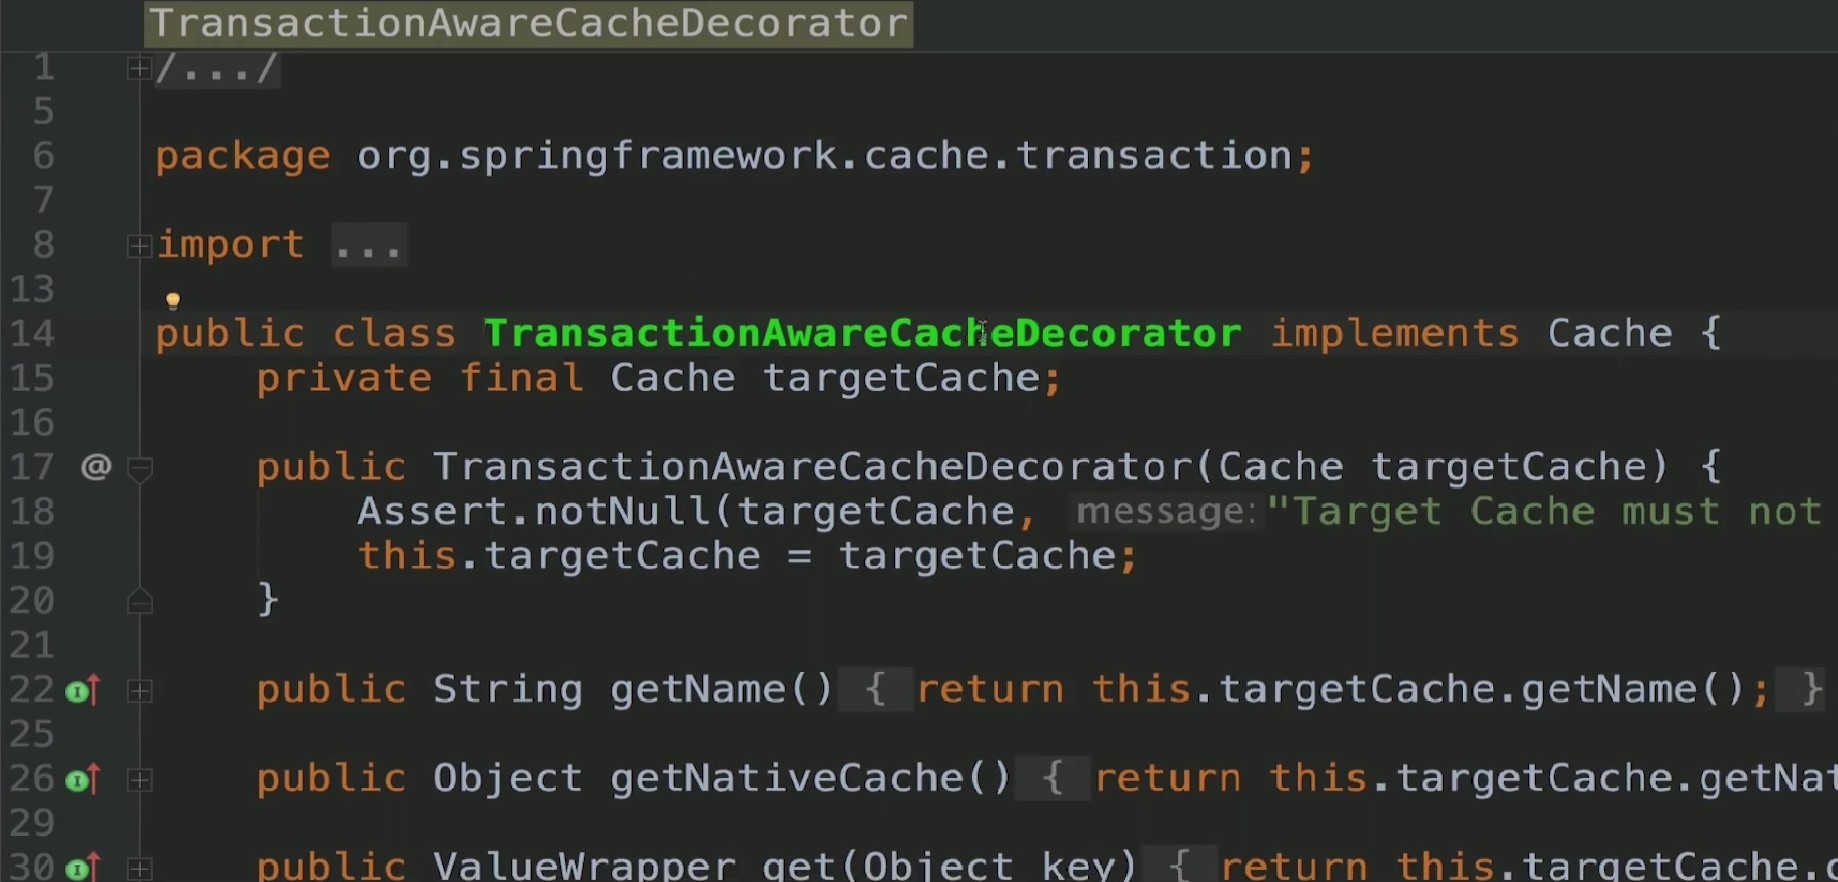 TransactionAwareCacheDecorator
1 /.../
5
6 package org.springframework.cache.transaction;
7
8 import ...
13
14 public class TransactionAwareCacheDecorator implements Cache {
15 private final Cache targetCache;
16
17 @ public TransactionAwareCacheDecorator(Cache targetCache) {
18 Assert.notNull(targetCache, message: "Target Cache must not
19 this.targetCache = targetCache;
20 }
21
22 public String getName() { return this.targetCache.getName(); }
25
26 public Object getNativeCache() { return this.targetCache.getNat
29
30 public ValueWrapper get(Object key) { return this.targetCache.